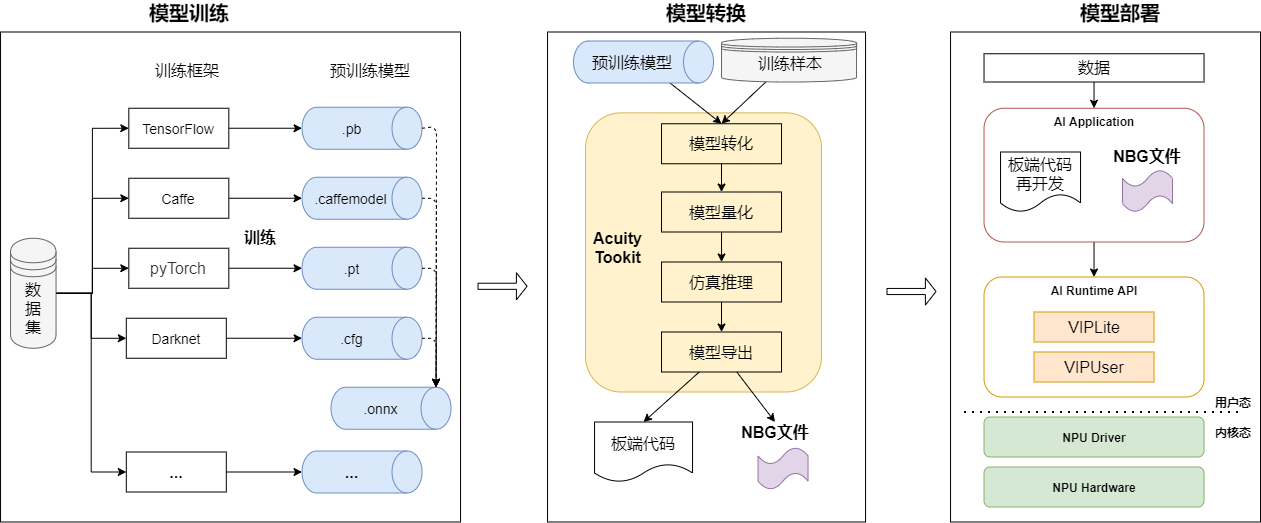 模型训练
训练框架
预训练模型
数
据
集
TensorFlow
.pb
Caffe
.caffemodel
训练
pyTorch
.pt
Darknet
.cfg
.onnx
...
...
模型转换
预训练模型
训练样本
Acuity
Tookit
模型转化
模型量化
仿真推理
模型导出
板端代码
NBG文件
模型部署
数据
AI Application
板端代码
再开发
NBG文件
AI Runtime API
VIPLite
VIPUser
用户态
内核态
NPU Driver
NPU Hardware